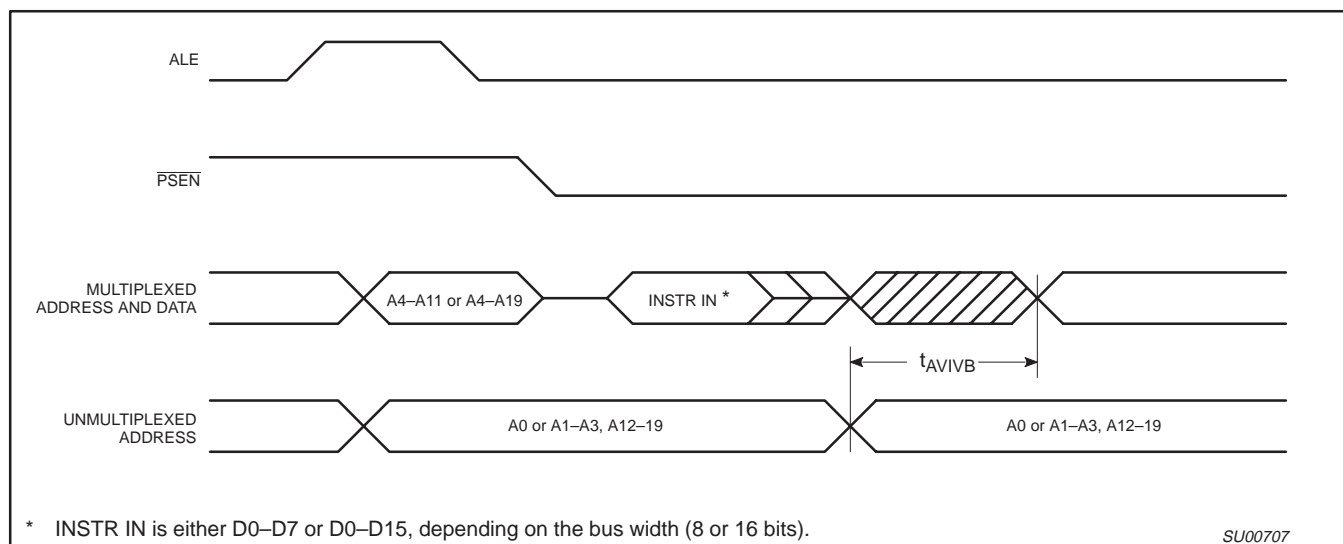 ALE
PSEN
MULTIPLEXED
ADDRESS AND DATA
A4–A11 or A4–A19
INSTR IN *
tAVIVB
UNMULTIPLEXED
ADDRESS
A0 or A1–A3, A12–19
A0 or A1–A3, A12–19
* INSTR IN is either D0–D7 or D0–D15, depending on the bus width (8 or 16 bits).
SU00707